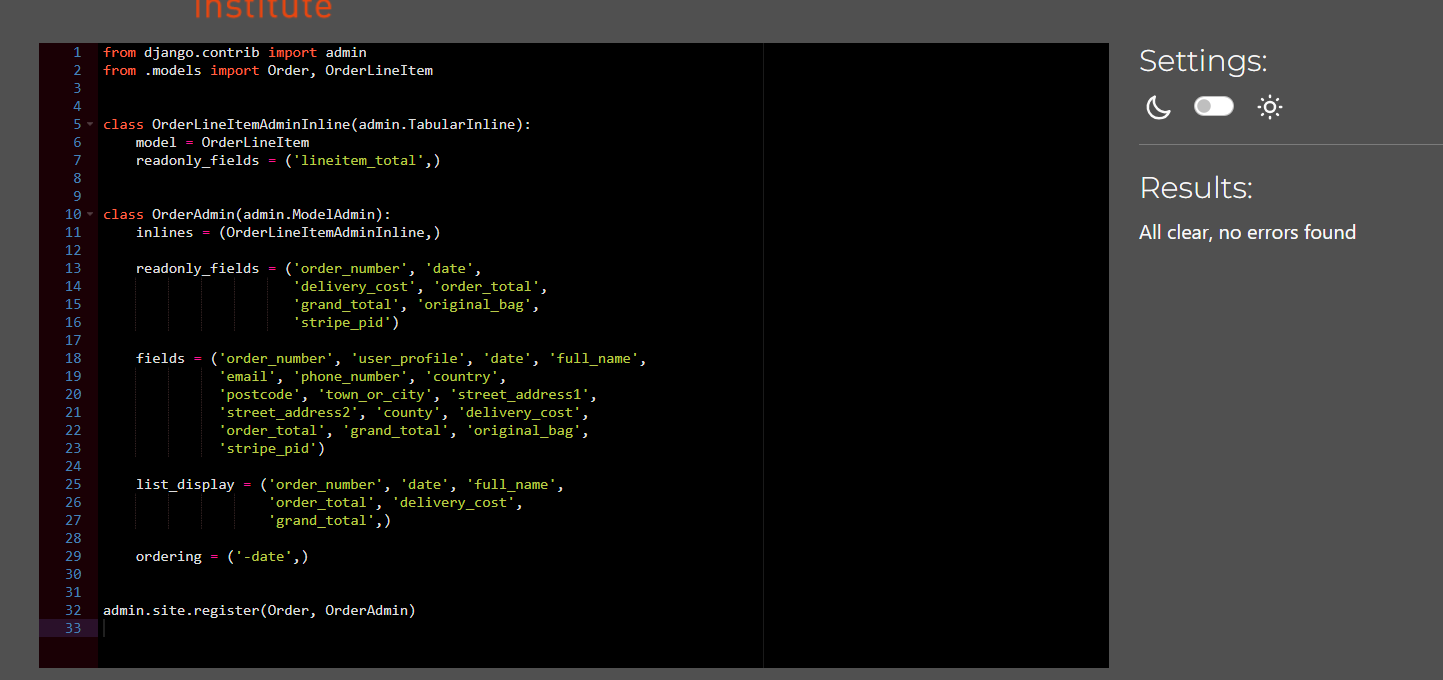 Institute
1 from django.contrib import admin
2 from .models import Order, OrderLineItem
3
4
5 class OrderLineItemAdminInline(admin.TabularInline):
6     model = OrderLineItem
7     readonly_fields = ('lineitem_total',)
8
9
10 class OrderAdmin(admin.ModelAdmin):
11     inlines = (OrderLineItemAdminInline,)
12
13     readonly_fields = ('order_number', 'date',
14                        'delivery_cost', 'order_total',
15                        'grand_total', 'original_bag',
16                        'stripe_pid')
17
18     fields = ('order_number', 'user_profile', 'date', 'full_name',
19               'email', 'phone_number', 'country',
20               'postcode', 'town_or_city', 'street_address1',
21               'street_address2', 'county', 'delivery_cost',
22               'order_total', 'grand_total', 'original_bag',
23               'stripe_pid')
24
25     list_display = ('order_number', 'date', 'full_name',
26                     'order_total', 'delivery_cost',
27                     'grand_total',)
28
29     ordering = ('-date',)
30
31
32 admin.site.register(Order, OrderAdmin)
33
Settings:
Results:
All clear, no errors found